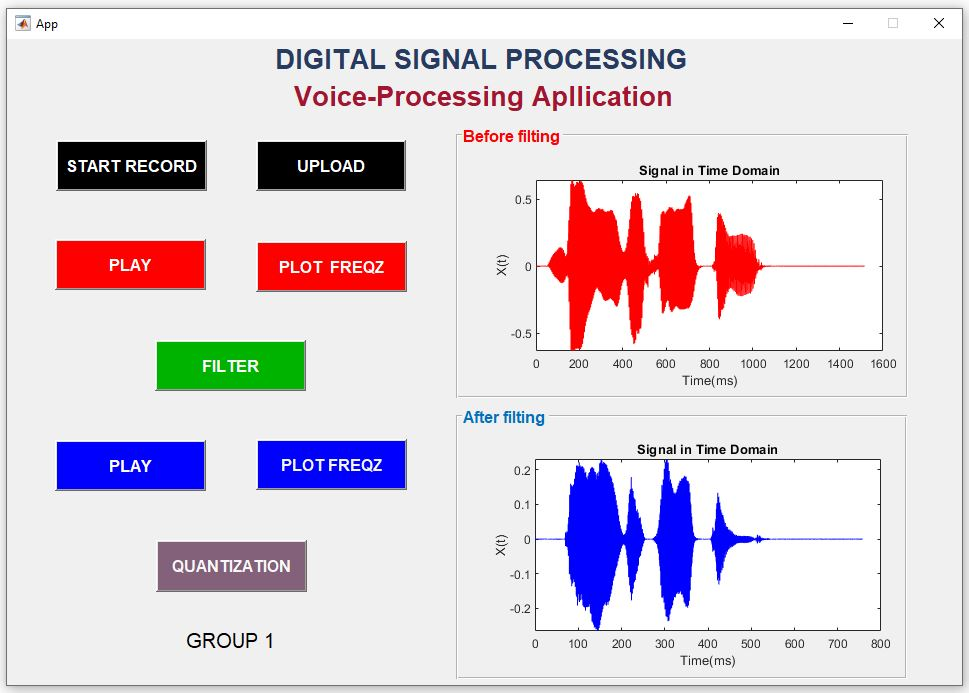 App
DIGITAL SIGNAL PROCESSING
Voice-Processing Apllication
START RECORD
UPLOAD
PLAY
PLOT FREQZ
FILTER
PLAY
PLOT FREQZ
QUANTIZATION
GROUP 1
Before filting
Signal in Time Domain
X(t)
0.5
0
-0.5
0 200 400 600 800 1000 1200 1400 1600
Time(ms)
After filting
Signal in Time Domain
X(t)
0.2
0.1
0
-0.1
-0.2
0 100 200 300 400 500 600 700 800
Time(ms)